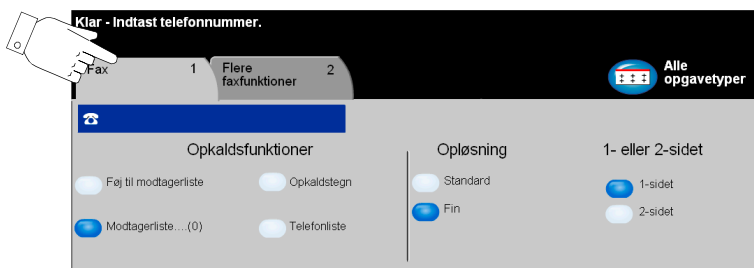 Klar - Indtast telefonnummer.
Fax 1
Flere 2
faxfunktioner
Alle
opgavetyper
Opkaldsfunktioner
Føj til modtagerliste
Opkaldstegn
Modtagerliste....(0)
Telefonliste
Opløsning
Standard
Fin
1- eller 2-sidet
1-sidet
2-sidet